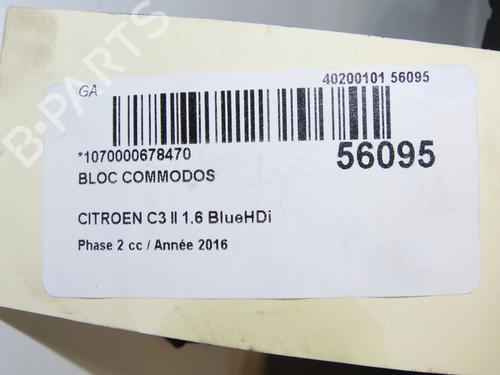 GA
40200101 56095
*1070000678470
56095
BLOC COMMODOS
CITROEN C3 II 1.6 BlueHDi
Phase 2 cc / Année 2016
B-PARTS